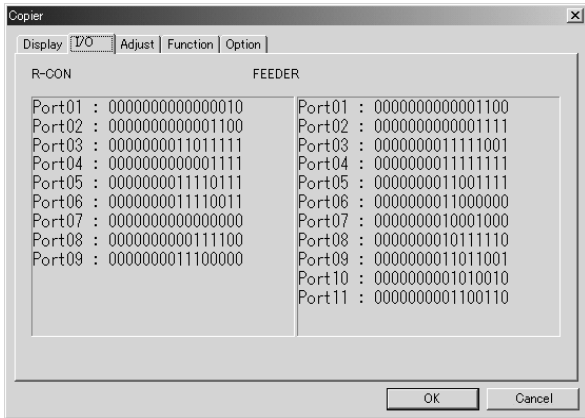 Copier
Display I/O Adjust Function Option
R-CON FEEDER
Port01 : 0000000000000010
Port02 : 0000000000001100
Port03 : 0000000011011111
Port04 : 0000000000001111
Port05 : 0000000011110111
Port06 : 0000000011110011
Port07 : 0000000000000000
Port08 : 0000000000111100
Port09 : 0000000011100000
Port01 : 0000000000001100
Port02 : 0000000000001111
Port03 : 0000000011111001
Port04 : 0000000011111111
Port05 : 0000000011001111
Port06 : 0000000011000000
Port07 : 0000000010001000
Port08 : 0000000010111110
Port09 : 0000000011011001
Port10 : 0000000001010010
Port11 : 0000000001100110
OK Cancel